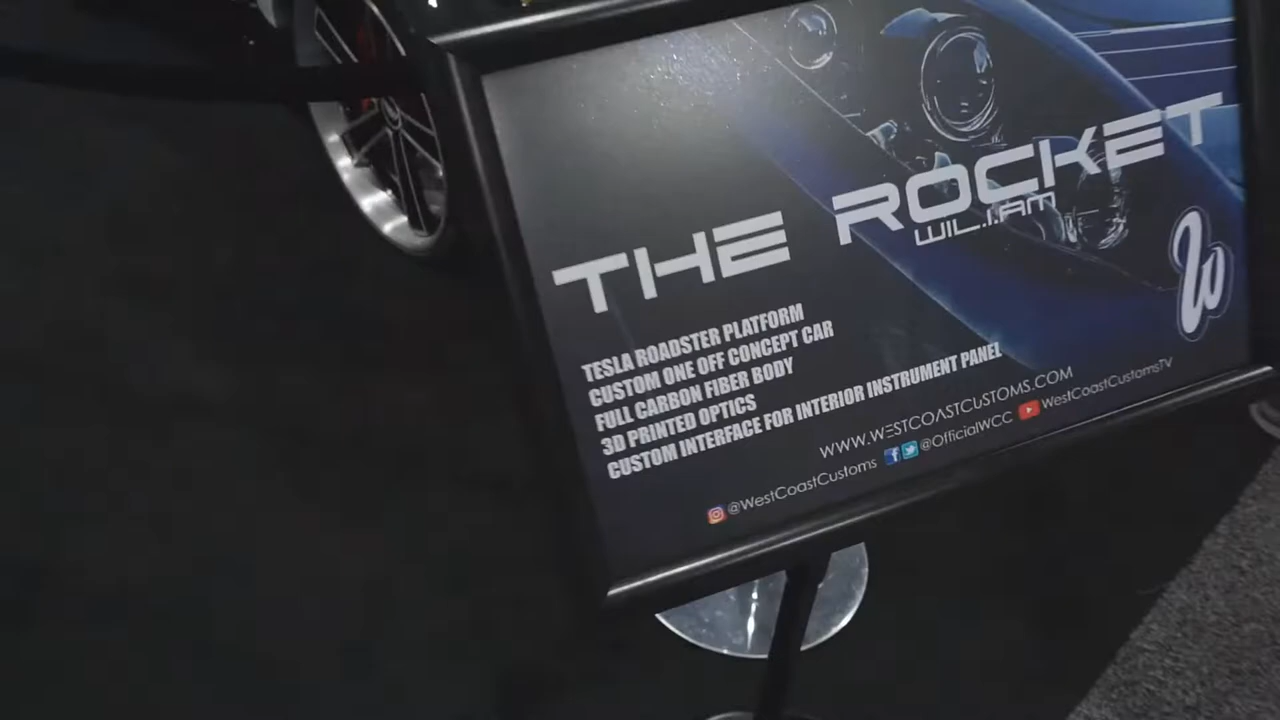 THE ROCKET
WIL.I.AM
W
TESLA ROADSTER PLATFORM
CUSTOM ONE OFF CONCEPT CAR
FULL CARBON FIBER BODY
3D PRINTED OPTICS
CUSTOM INTERFACE FOR INTERIOR INSTRUMENT PANEL
WWW.WESTCOASTCUSTOMS.COM
@WestCoastCustoms @OfficialWCC WestCoastCustomsTV